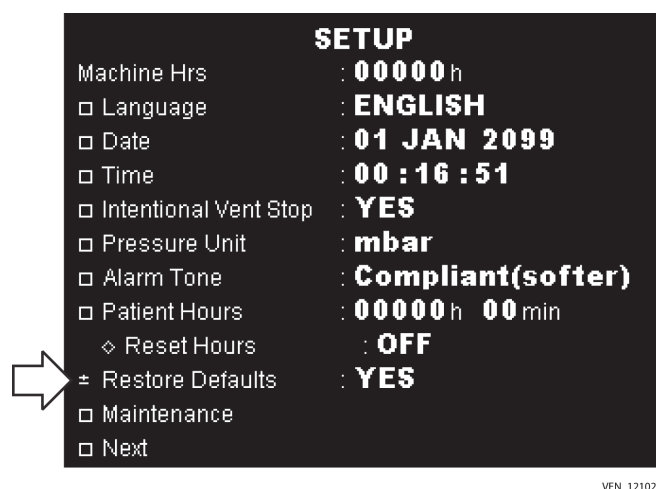 SETUP
Machine Hrs : 00000 h
□ Language : ENGLISH
□ Date : 01 JAN 2099
□ Time : 00 : 16 : 51
□ Intentional Vent Stop : YES
□ Pressure Unit : mbar
□ Alarm Tone : Compliant(softer)
□ Patient Hours : 00000 h 00 min
◇ Reset Hours : OFF
± Restore Defaults : YES
□ Maintenance
□ Next
VEN_12102